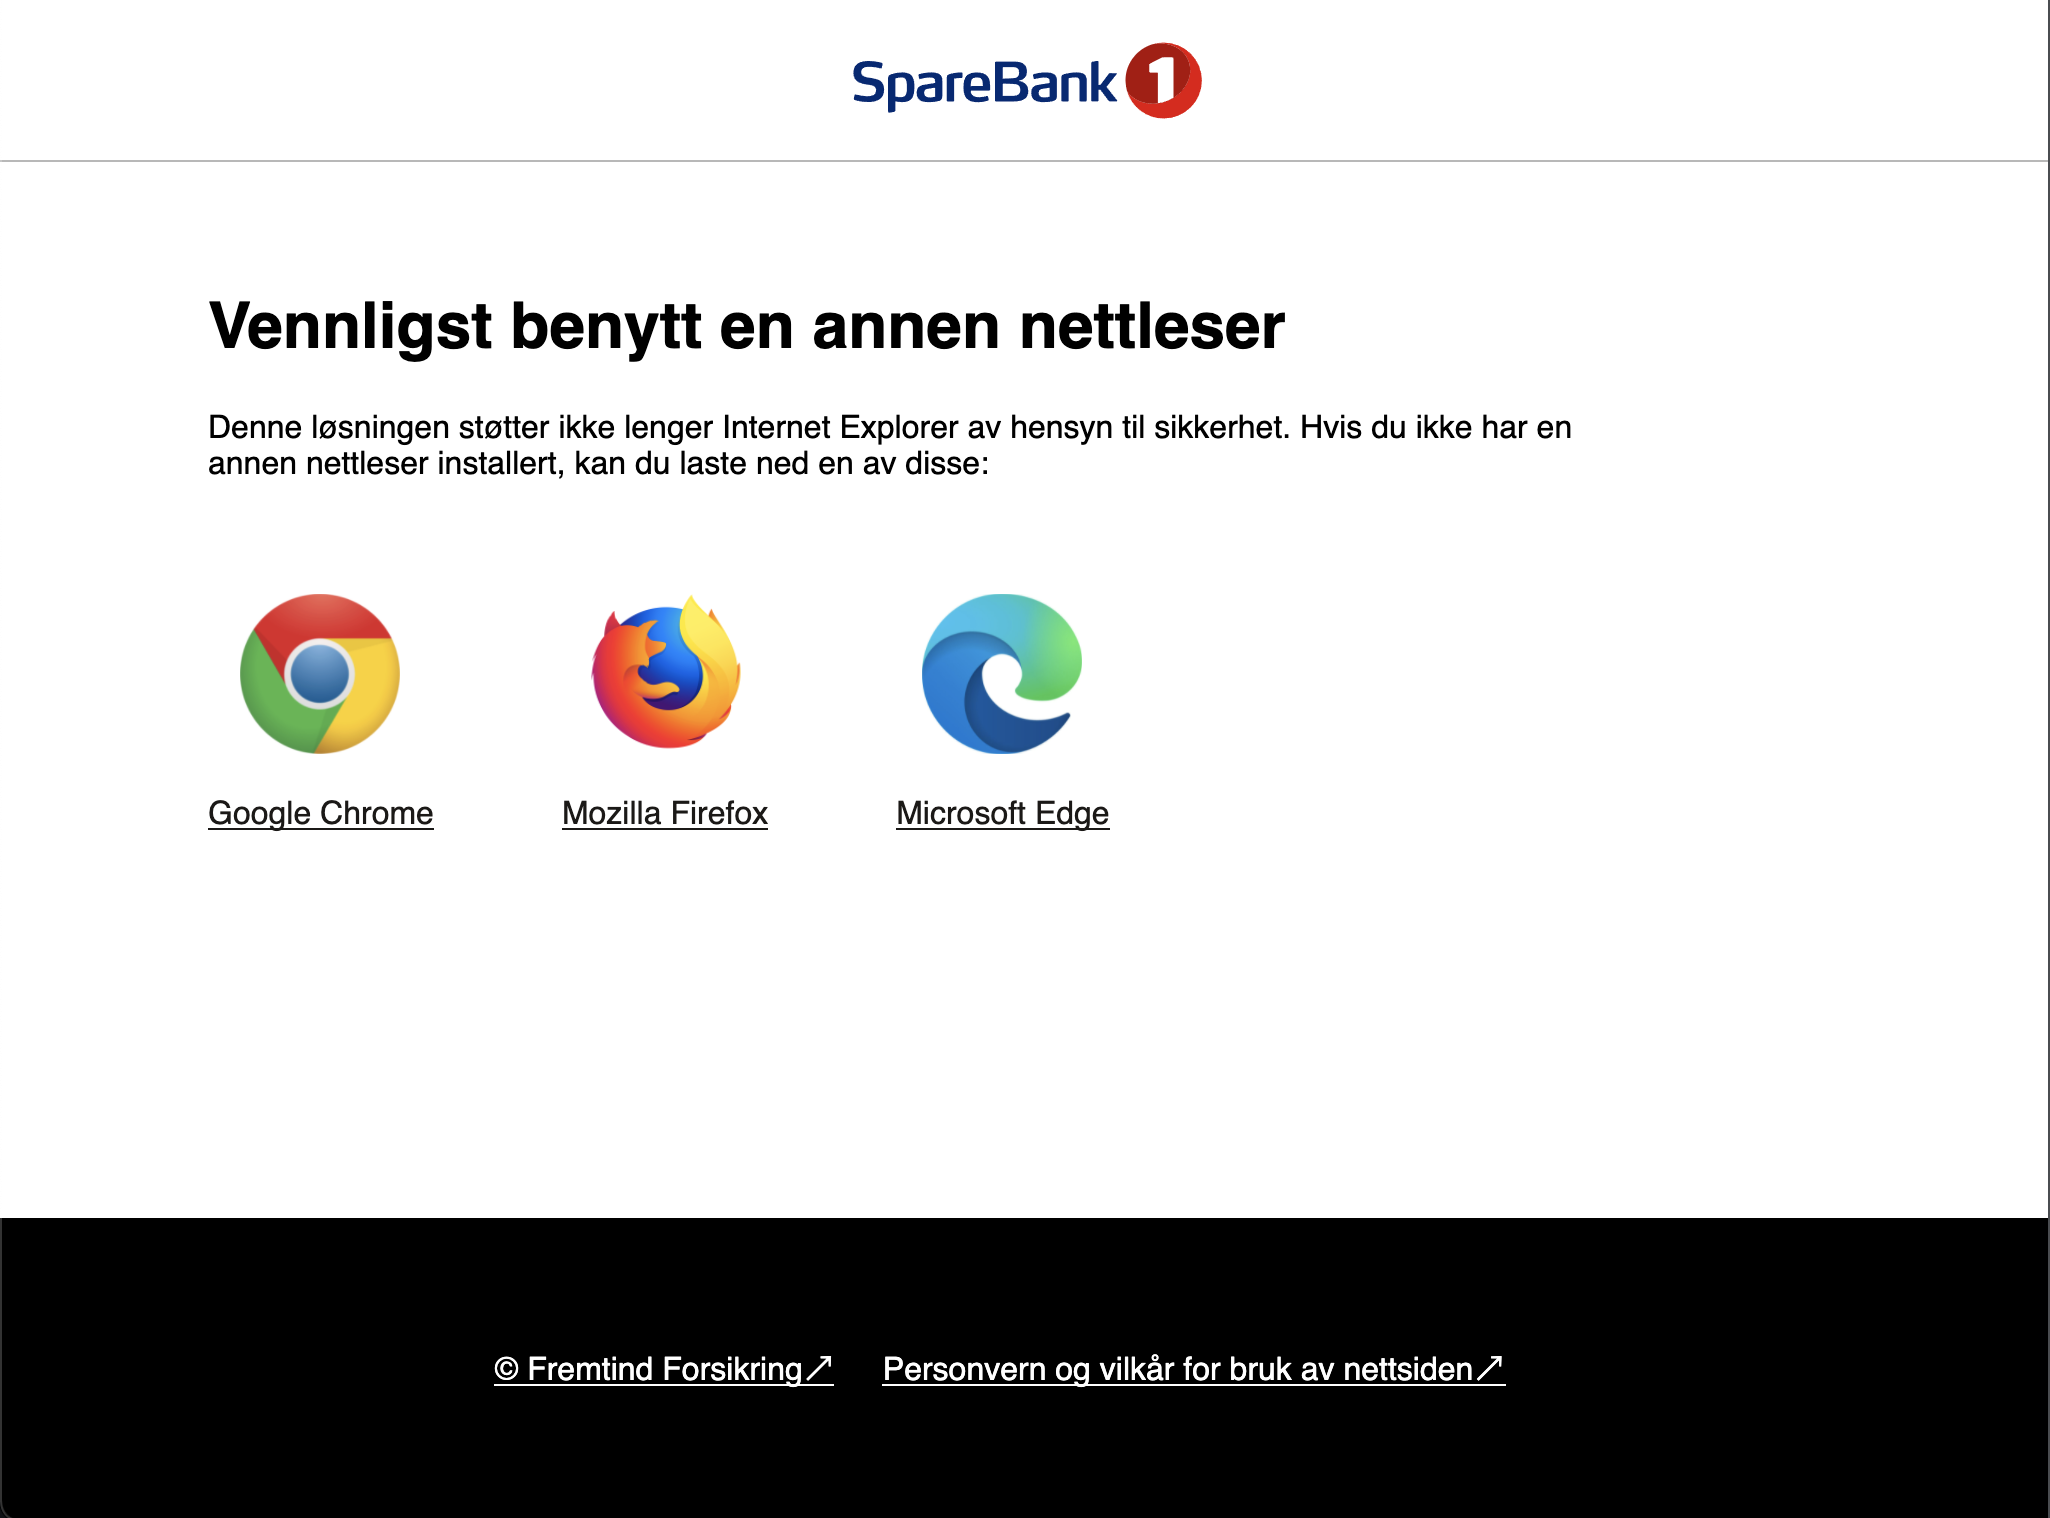 SpareBank 1
Vennligst benytt en annen nettleser
Denne løsningen støtter ikke lenger Internet Explorer av hensyn til sikkerhet. Hvis du ikke har en
annen nettleser installert, kan du laste ned en av disse:
Google Chrome Mozilla Firefox Microsoft Edge
© Fremtind Forsikring↗ Personvern og vilkår for bruk av nettsiden↗